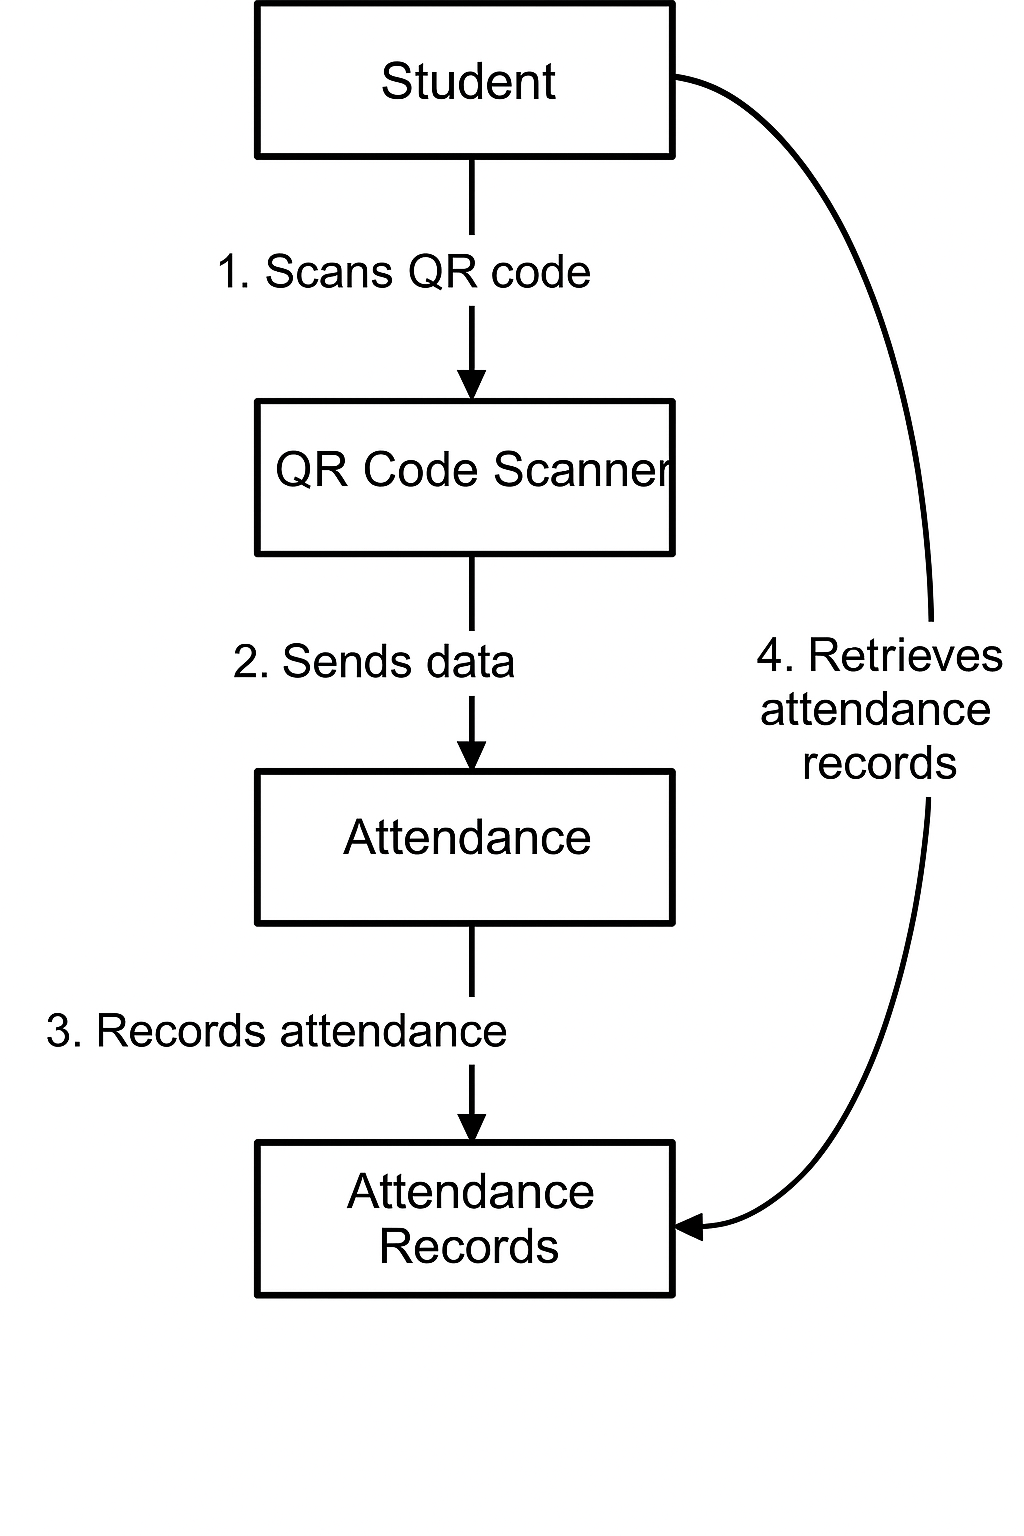 Student
1. Scans QR code
QR Code Scanner
2. Sends data
4. Retrieves
attendance
records
Attendance
3. Records attendance
Attendance
Records